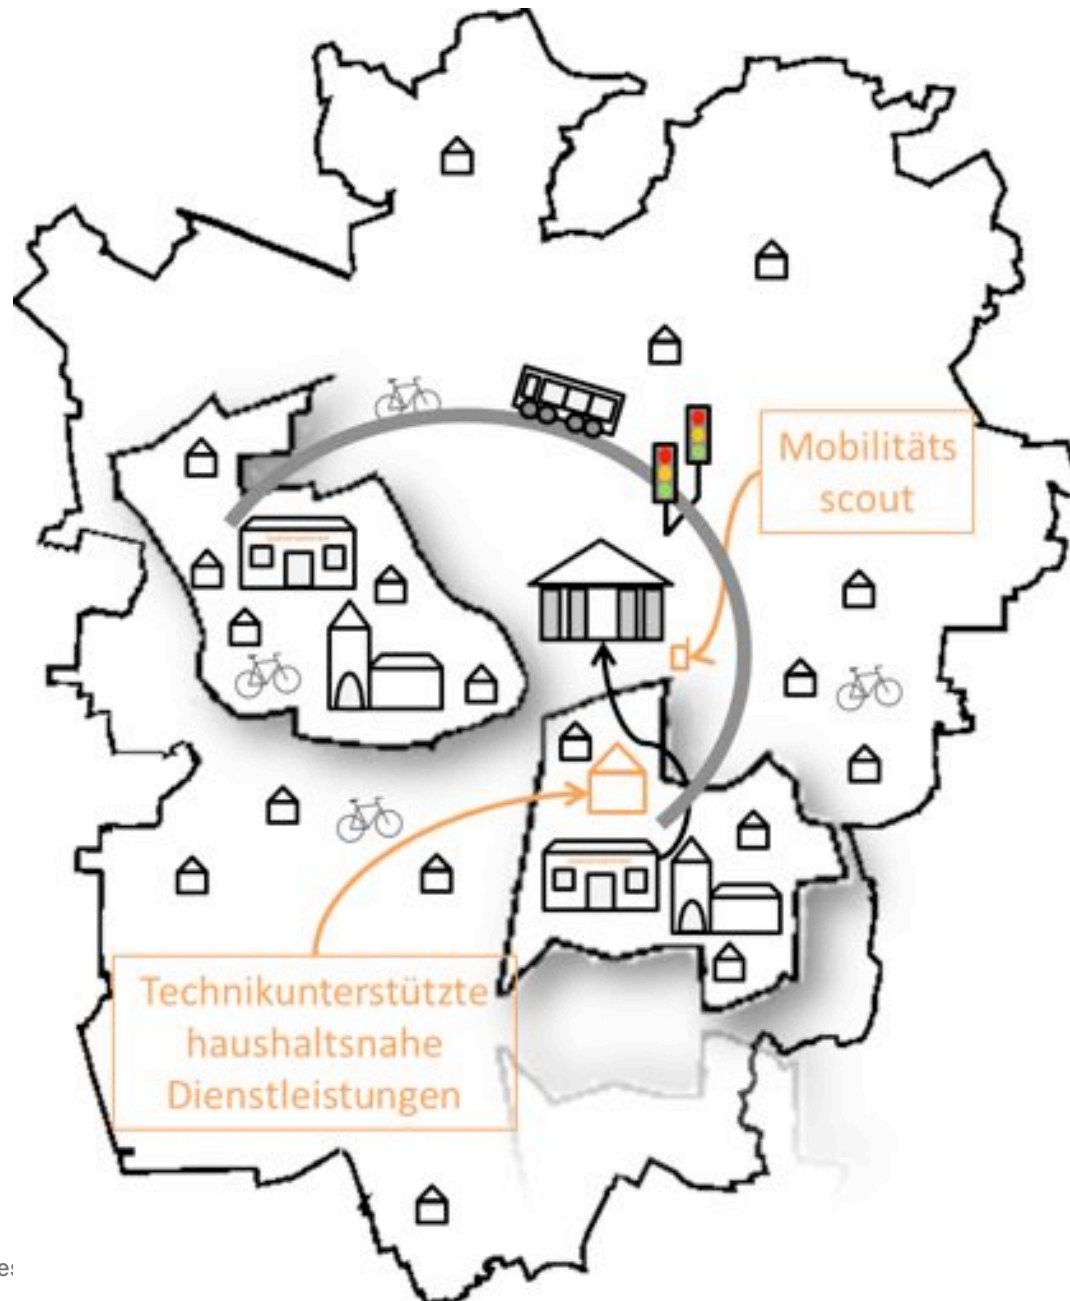 Mobilitäts
scout
Technikunterstützte
haushaltsnahe
Dienstleistungen